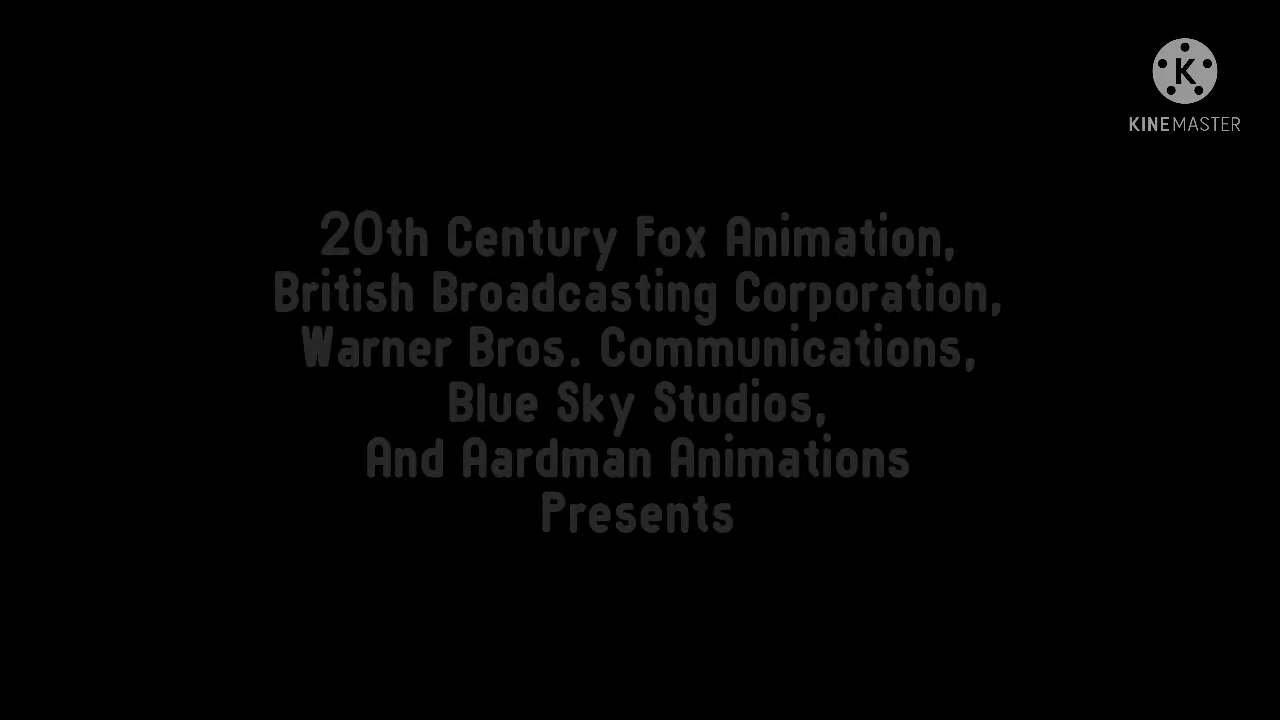 K
KINEMASTER
20th Century Fox Animation,
British Broadcasting Corporation,
Warner Bros. Communications,
Blue Sky Studios,
And Aardman Animations
Presents